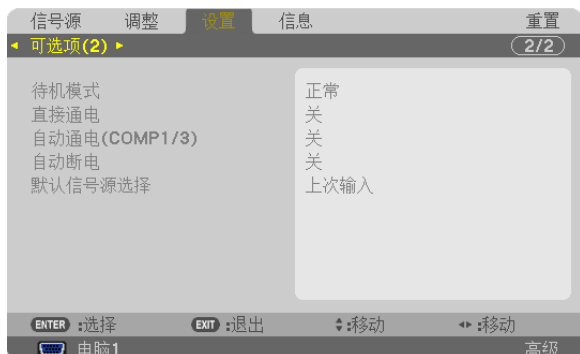 信号源 调整 设置 信息 重置
可选项(2) 2/2
待机模式 正常
直接通电 关
自动通电(COMP1/3) 关
自动断电 关
默认信号源选择 上次输入
ENTER :选择 EXIT :退出 :移动 :移动
电脑1 高级